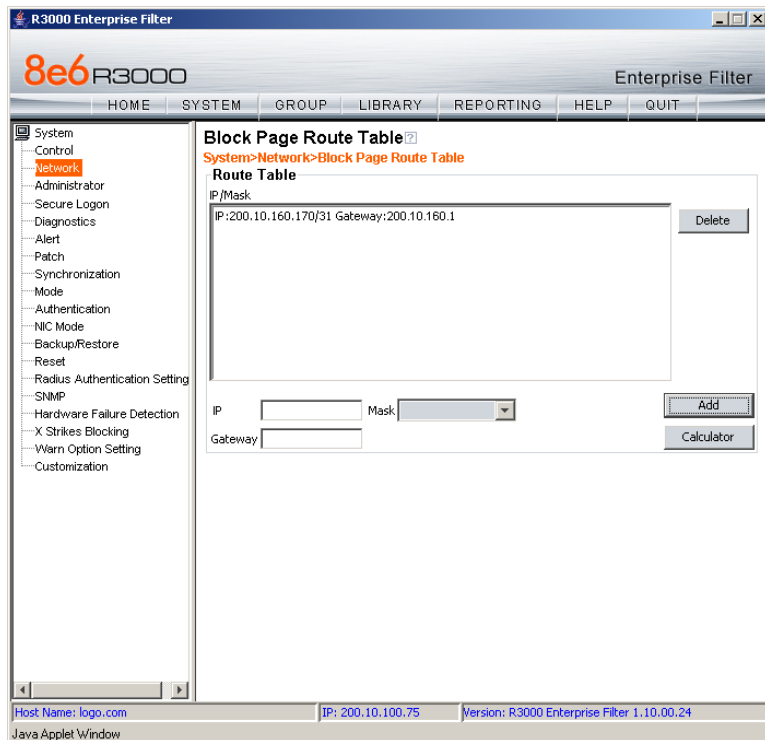 R3000 Enterprise Filter
8e6 R3000
Enterprise Filter
HOME SYSTEM GROUP LIBRARY REPORTING HELP QUIT
System
Control
Network
Administrator
Secure Logon
Diagnostics
Alert
Patch
Synchronization
Mode
Authentication
NIC Mode
Backup/Restore
Reset
Radius Authentication Setting
SNMP
Hardware Failure Detection
X Strikes Blocking
Warn Option Setting
Customization
Block Page Route Table?
System>Network>Block Page Route Table
Route Table
IP/Mask
IP:200.10.160.170/31 Gateway:200.10.160.1
Delete
IP
Mask
Add
Gateway
Calculator
Host Name: logo.com
IP: 200.10.100.75
Version: R3000 Enterprise Filter 1.10.00.24
Java Applet Window